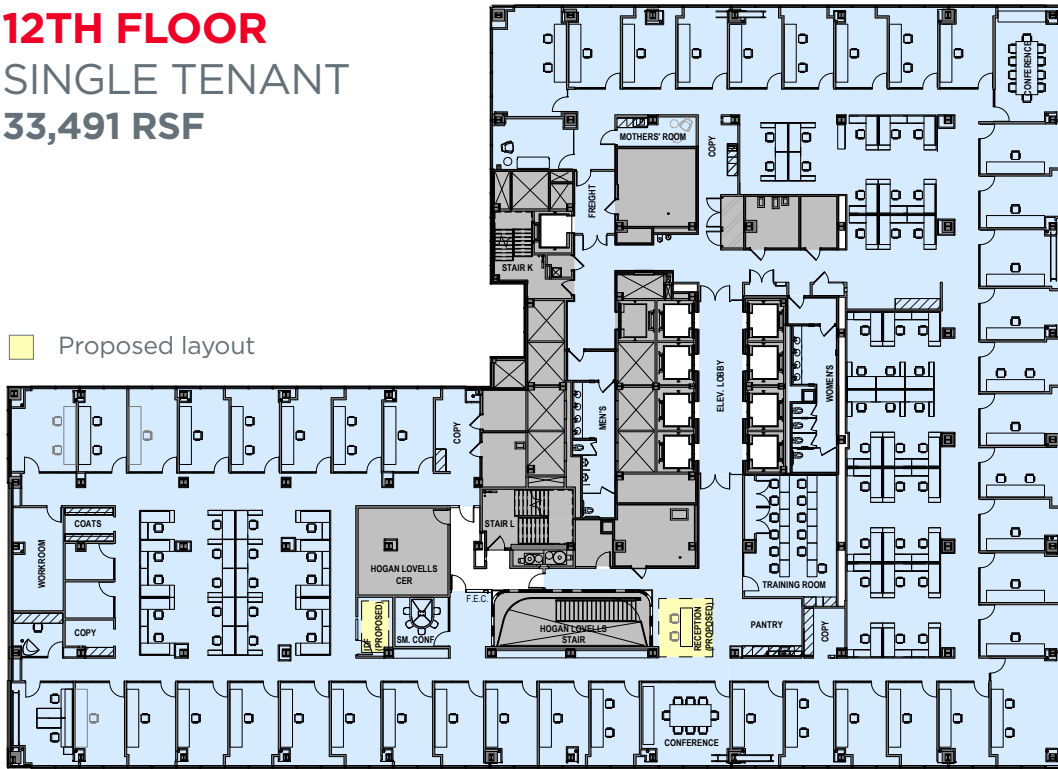 12TH FLOOR
SINGLE TENANT
33,491 RSF
Proposed layout
CONFERENCE
MOTHERS' ROOM
COPY
FREIGHT
STAIR K
ELEV. LOBBY
WOMEN'S
MEN'S
COPY
STAIR L
COATS
WORKROOM
COPY
HOGAN LOVELLS
CER
F.E.C.
IDF
(PROPOSED)
SM. CONF.
HOGAN LOVELLS
STAIR
RECEPTION
(PROPOSED)
TRAINING ROOM
PANTRY
COPY
CONFERENCE